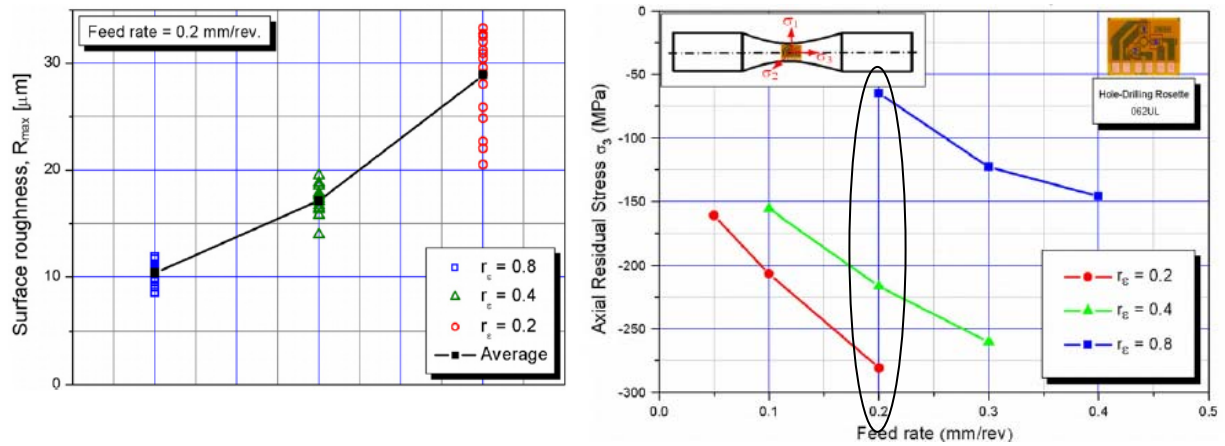 Feed rate = 0.2 mm/rev.
Surface roughness, Rmax [μm]
30
20
10
0
rε = 0.8
rε = 0.4
rε = 0.2
Average
Axial Residual Stress σ3 (MPa)
0
-50
-100
-150
-200
-250
-300
σ1
σ2
σ3
Hole-Drilling Rosette
062UL
rε = 0.2
rε = 0.4
rε = 0.8
0.0 0.1 0.2 0.3 0.4 0.5
Feed rate (mm/rev)